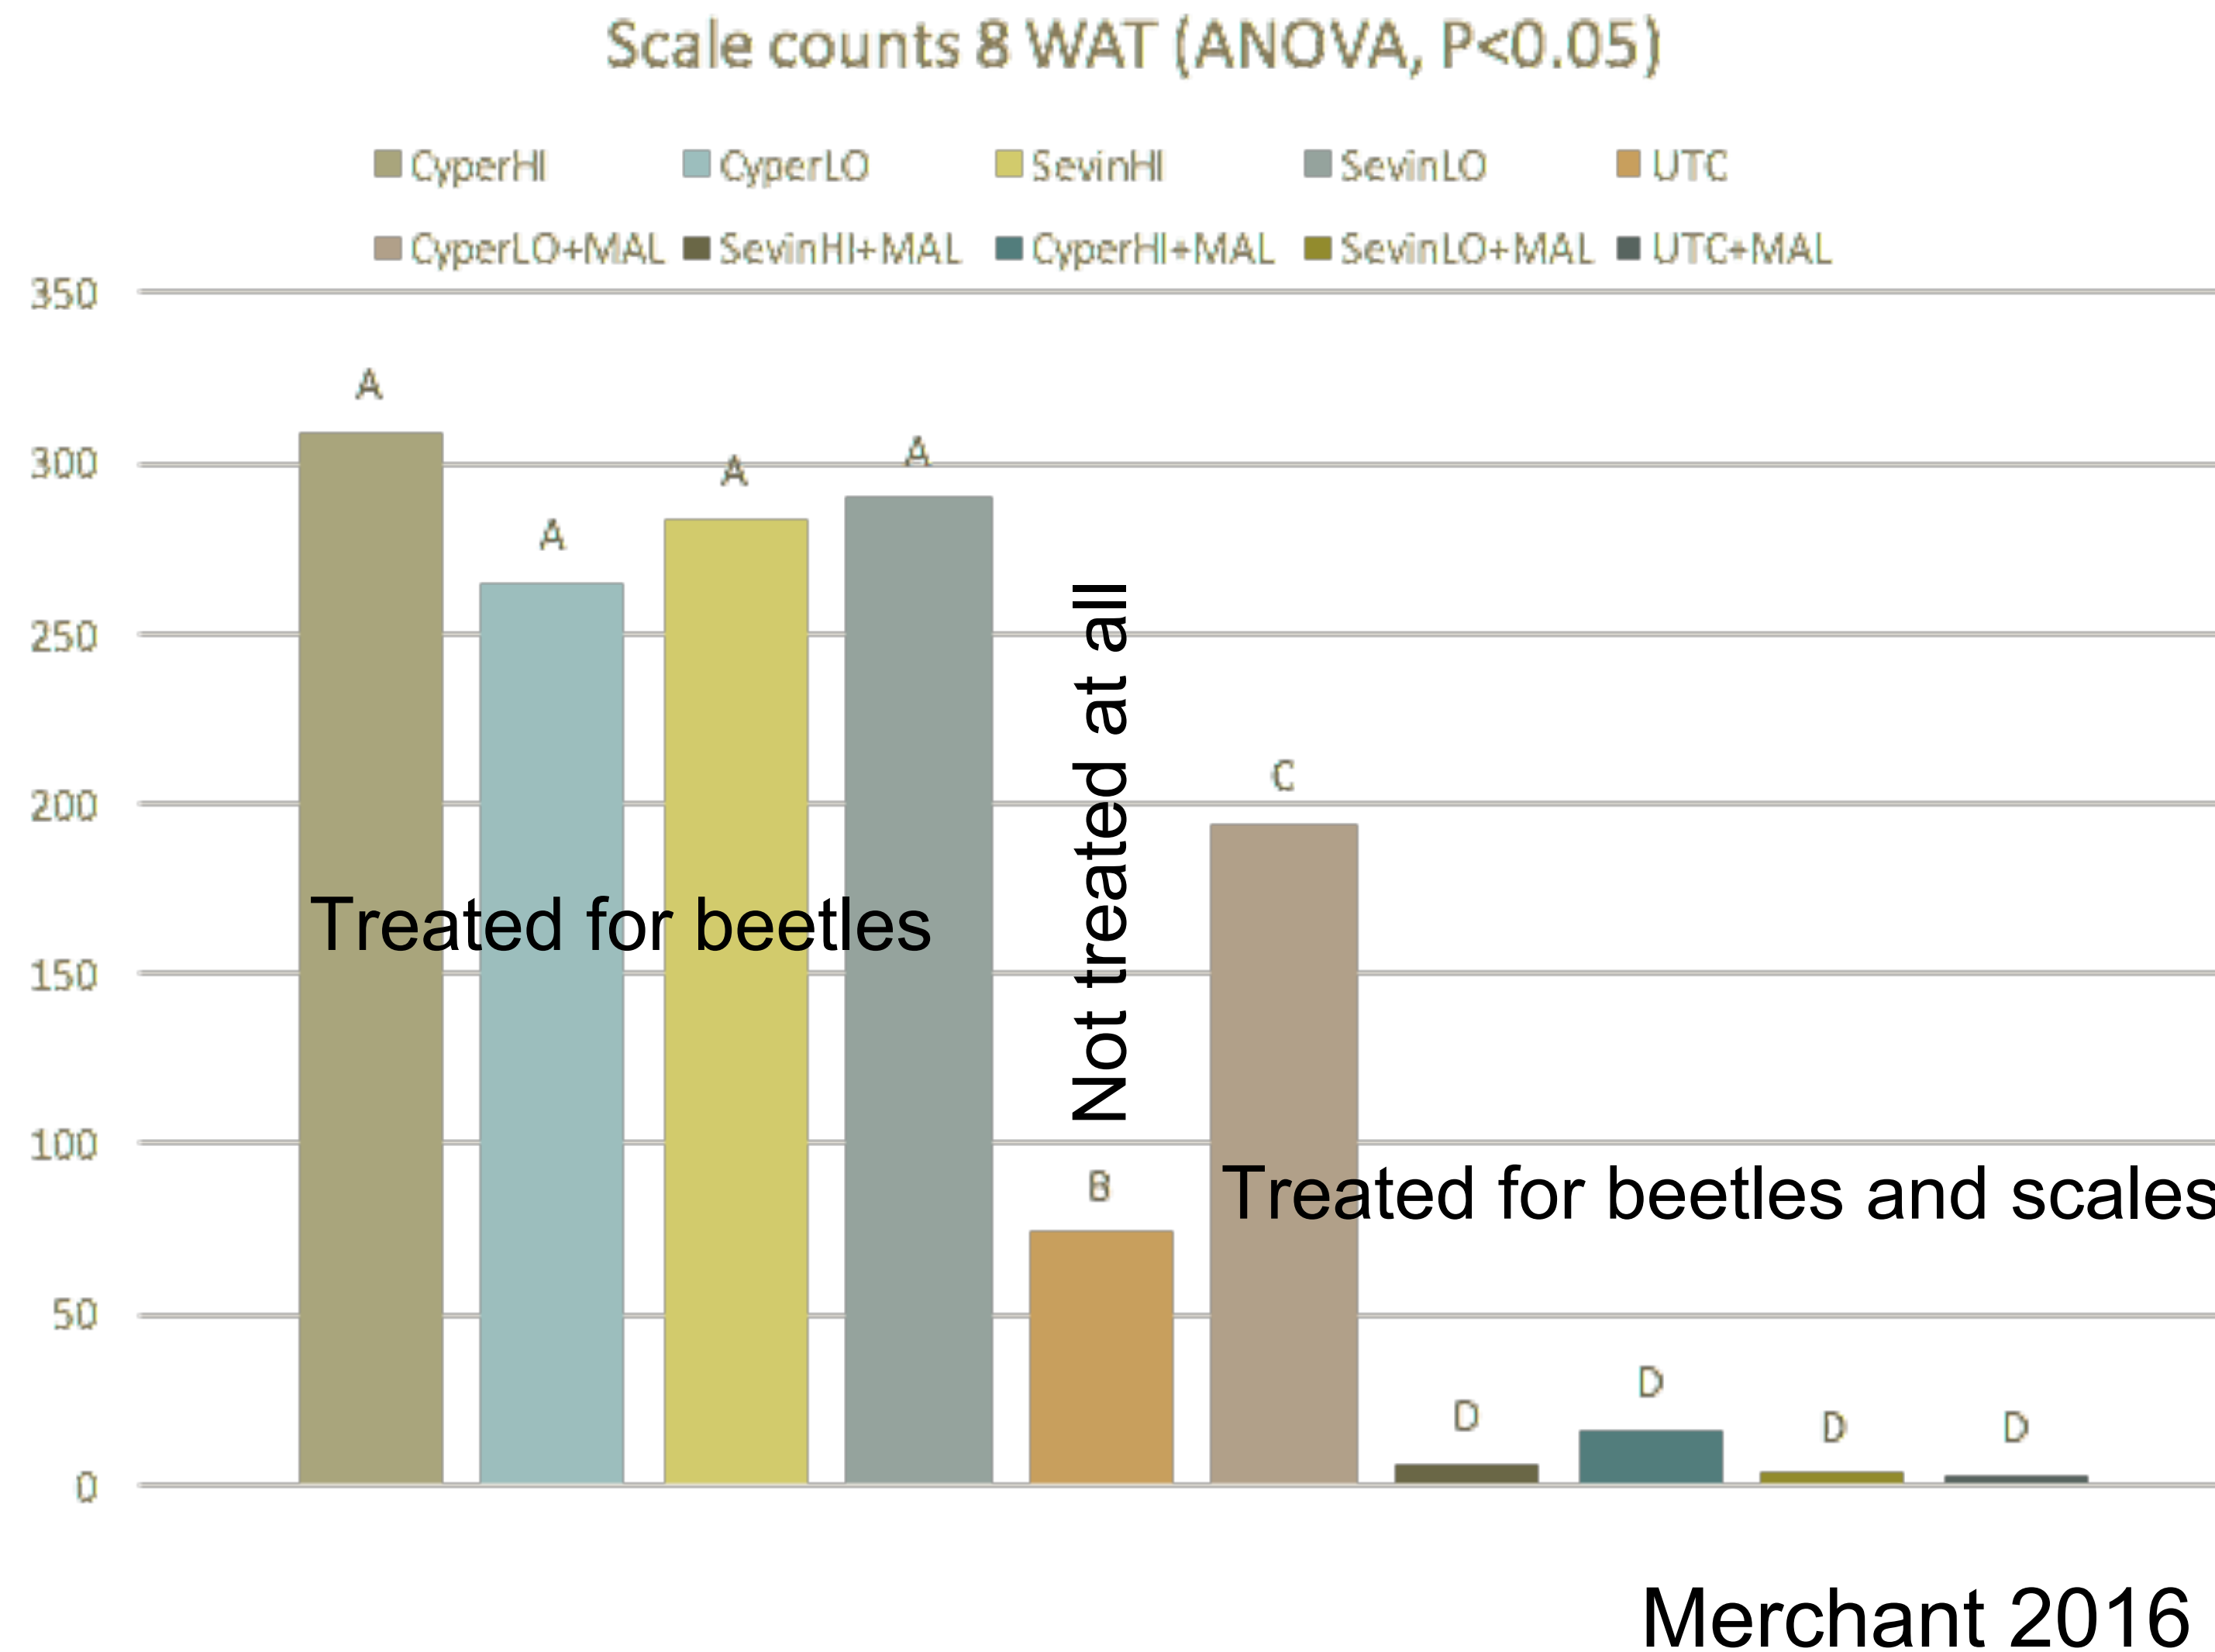 Scale counts 8 WAT (ANOVA, P<0.05)
CyperHI CyperLO SevinHI SevinLO UTC
CyperLO+MAL SevinHI+MAL CyperHI+MAL SevinLO+MAL UTC+MAL
350
300
250
200
150
100
50
0
A
A
A
A
B
C
D
D
D
D
Treated for beetles
Not treated at all
Treated for beetles and scales
Merchant 2016